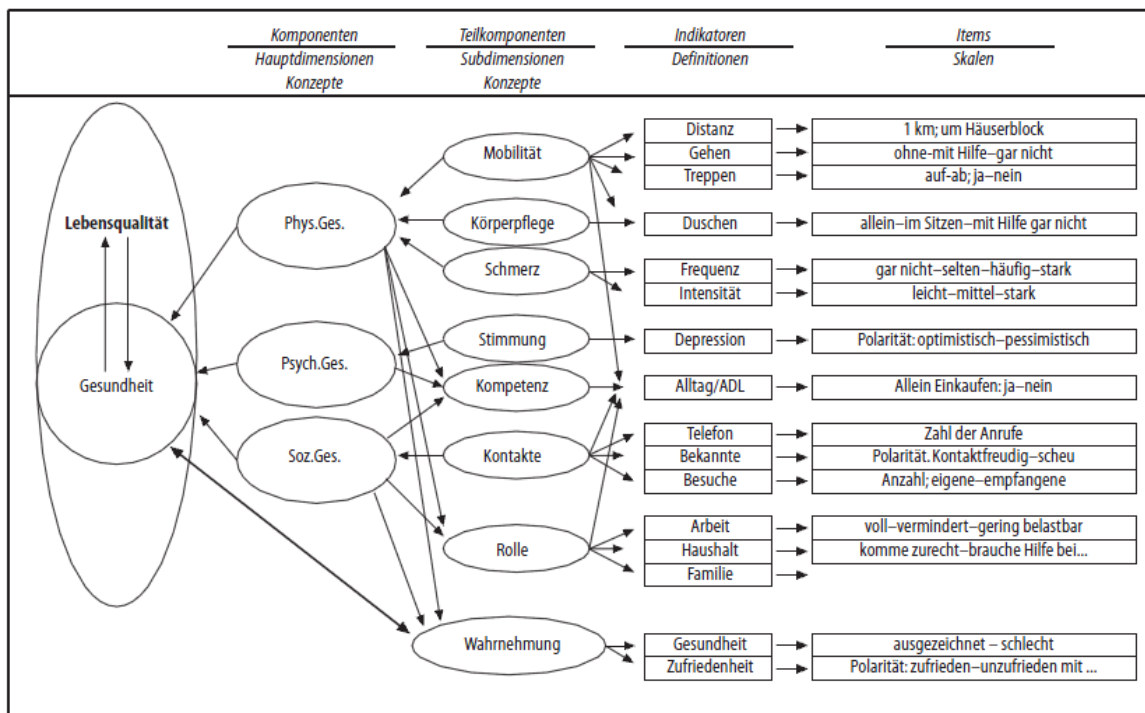 Komponenten
Hauptdimensionen
Konzepte
Teilkomponenten
Subdimensionen
Konzepte
Indikatoren
Definitionen
Items
Skalen
Lebensqualität
Gesundheit
Phys.Ges.
Psych.Ges.
Soz.Ges.
Mobilität
Körperpflege
Schmerz
Stimmung
Kompetenz
Kontakte
Rolle
Wahrnehmung
Distanz
1 km; um Häuserblock
Gehen
ohne-mit Hilfe–gar nicht
Treppen
auf-ab; ja–nein
Duschen
allein–im Sitzen–mit Hilfe gar nicht
Frequenz
gar nicht–selten–häufig–stark
Intensität
leicht–mittel–stark
Depression
Polarität: optimistisch–pessimistisch
Alltag/ADL
Allein Einkaufen: ja–nein
Telefon
Zahl der Anrufe
Bekannte
Polarität. Kontaktfreudig–scheu
Besuche
Anzahl; eigene–empfangene
Arbeit
voll–vermindert–gering belastbar
Haushalt
komme zurecht–brauche Hilfe bei...
Familie
Gesundheit
ausgezeichnet – schlecht
Zufriedenheit
Polarität: zufrieden–unzufrieden mit ...